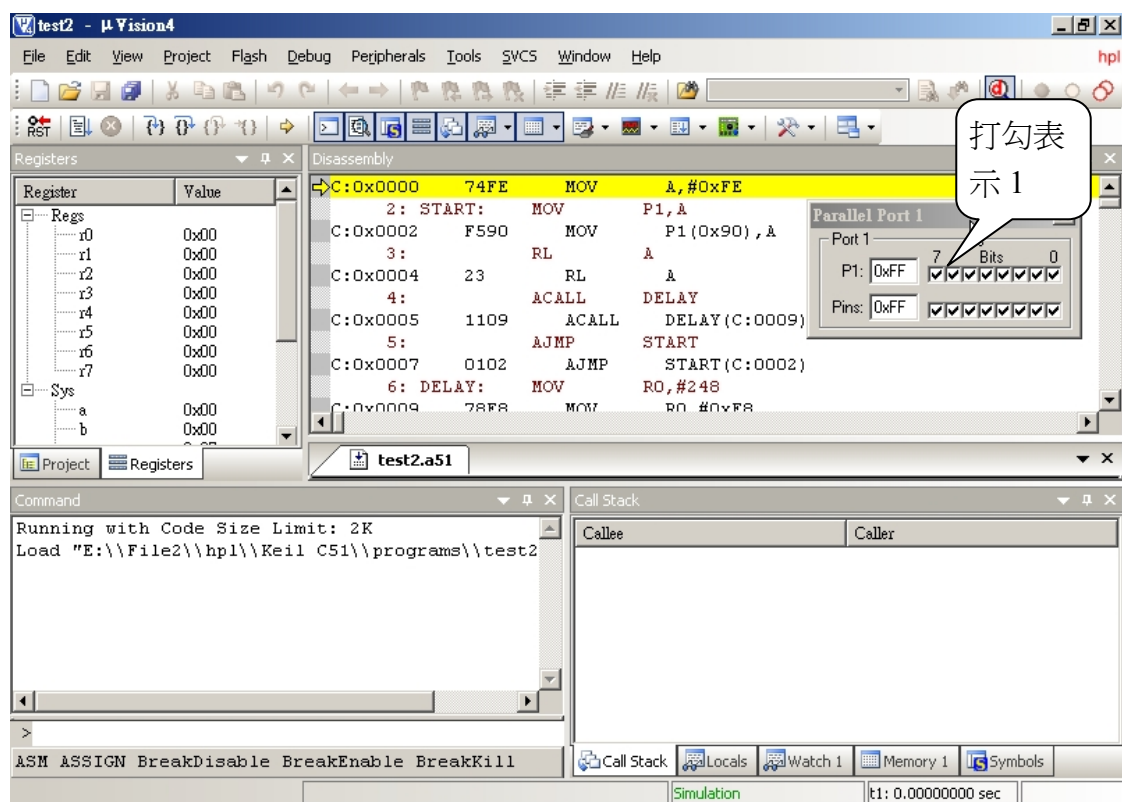 test2 - µVision4
File Edit View Project Flash Debug Peripherals Tools SVCS Window Help
hpl
RST
打勾表
示1
Registers
Disassembly
Register Value
Regs
r0 0x00
r1 0x00
r2 0x00
r3 0x00
r4 0x00
r5 0x00
r6 0x00
r7 0x00
Sys
a 0x00
b 0x00
C:0x0000 74FE MOV A,#0xFE
2: START: MOV P1,A
C:0x0002 F590 MOV P1(0x90),A
3: RL A
C:0x0004 23 RL A
4: ACALL DELAY
C:0x0005 1109 ACALL DELAY(C:0009)
5: AJMP START
C:0x0007 0102 AJMP START(C:0002)
6: DELAY: MOV R0,#248
C:0x0009 78F8 MOV R0,#0xF8
Parallel Port 1
Port 1
7 Bits 0
P1: 0xFF
Pins: 0xFF
Project Registers
test2.a51
Command
Running with Code Size Limit: 2K
Load "E:\\File2\\hpl\\Keil C51\\programs\\test2
>
ASM ASSIGN BreakDisable BreakEnable BreakKill
Call Stack
Callee Caller
Call Stack Locals Watch 1 Memory 1 Symbols
Simulation
t1: 0.00000000 sec